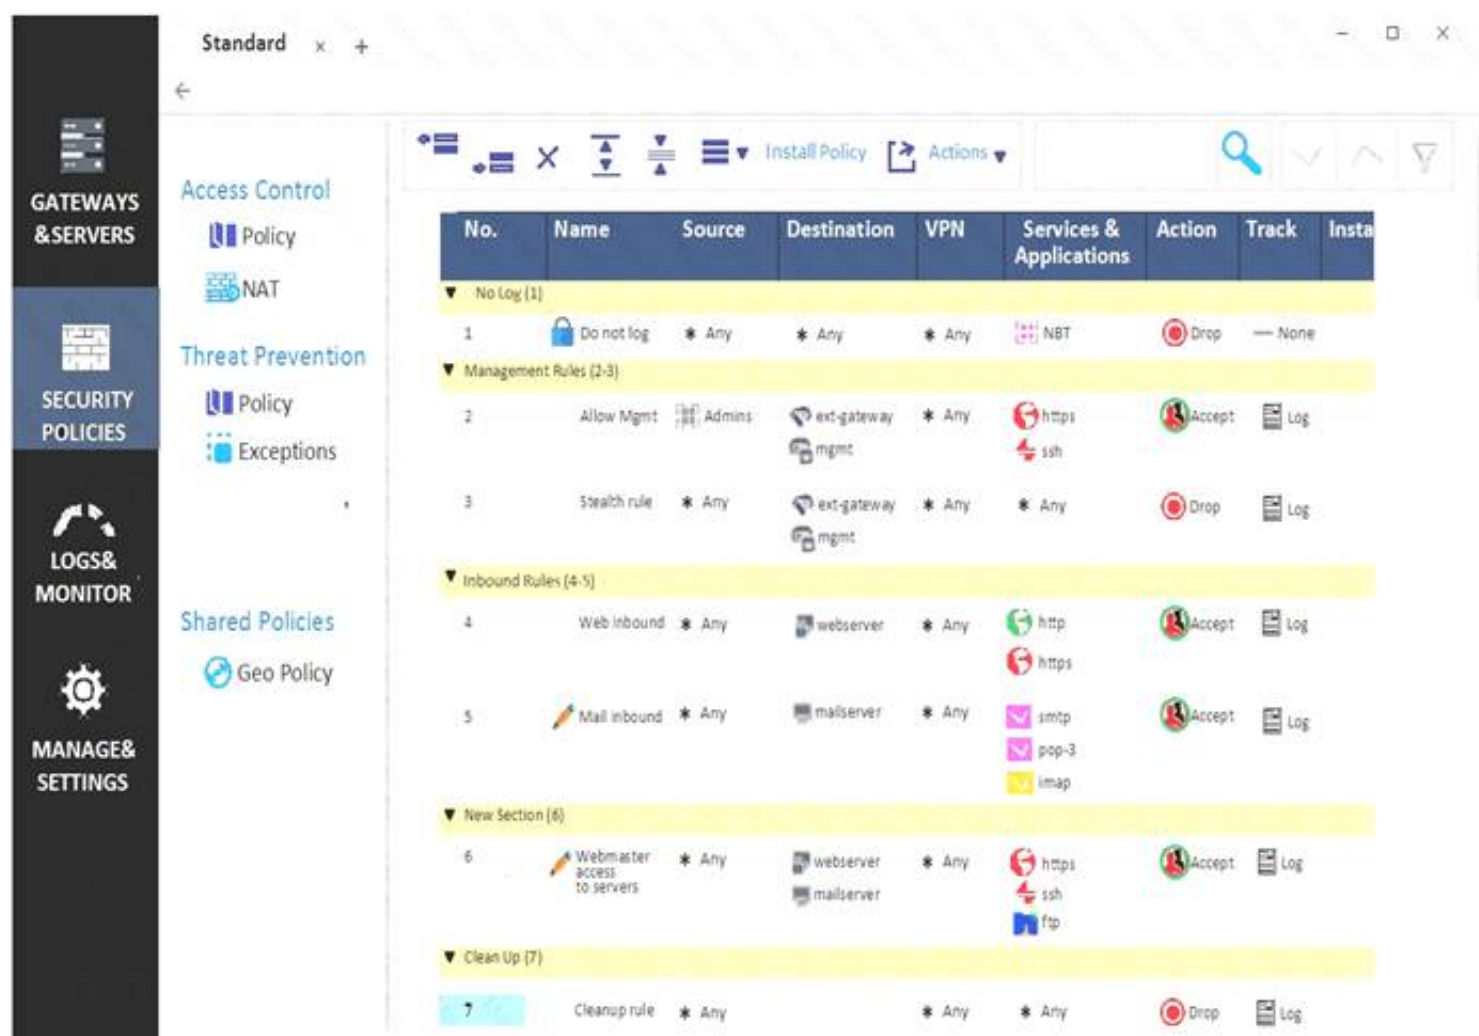 Standard × +
GATEWAYS
&SERVERS
SECURITY
POLICIES
LOGS&
MONITOR
MANAGE&
SETTINGS
Access Control
Policy
NAT
Threat Prevention
Policy
Exceptions
Shared Policies
Geo Policy
Install Policy Actions
No. Name Source Destination VPN Services & Action Track Insta
Applications
No Log (1)
1 Do not log * Any * Any * Any NBT Drop — None
Management Rules (2-3)
2 Allow Mgmt Admins ext-gateway * Any https Accept Log
mgmt ssh
3 Stealth rule * Any ext-gateway * Any * Any Drop Log
mgmt
Inbound Rules (4-5)
4 Web inbound * Any webserver * Any http Accept Log
https
5 Mail inbound * Any mailserver * Any smtp Accept Log
pop-3
imap
New Section (6)
6 Webmaster * Any webserver * Any https Accept Log
access
to servers mailserver ssh
ftp
Clean Up (7)
7 Cleanup rule * Any * Any * Any Drop Log